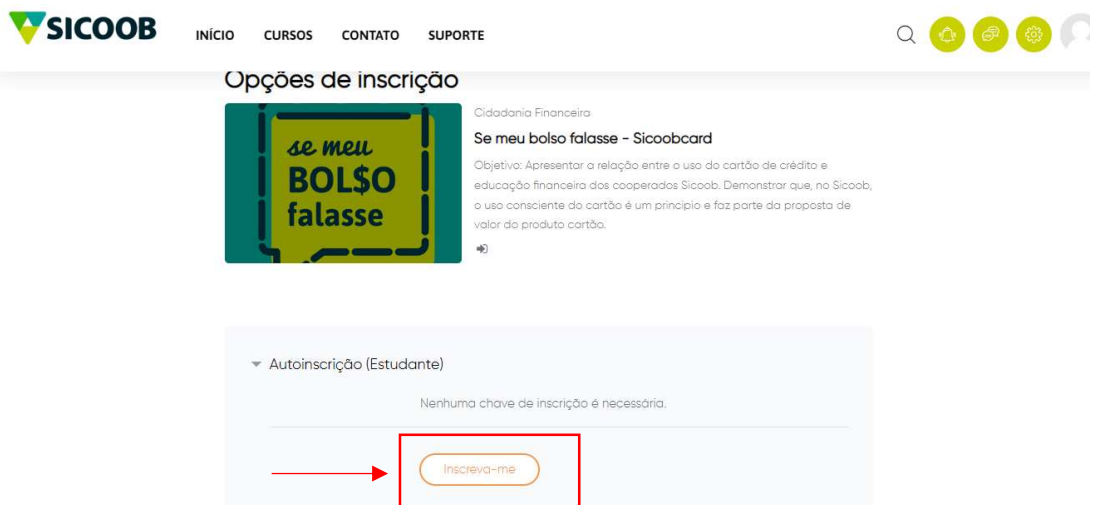 SICOOB
INÍCIO CURSOS CONTATO SUPORTE
Opções de inscrição
se meu
BOL$O
falasse
Cidadania Financeira
Se meu bolso falasse - Sicoobcard
Objetivo: Apresentar a relação entre o uso do cartão de crédito e
educação financeira dos cooperados Sicoob. Demonstrar que, no Sicoob,
o uso consciente do cartão é um principio e faz parte da proposta de
valor do produto cartão.
Autoinscrição (Estudante)
Nenhuma chave de inscrição é necessária.
Inscreva-me